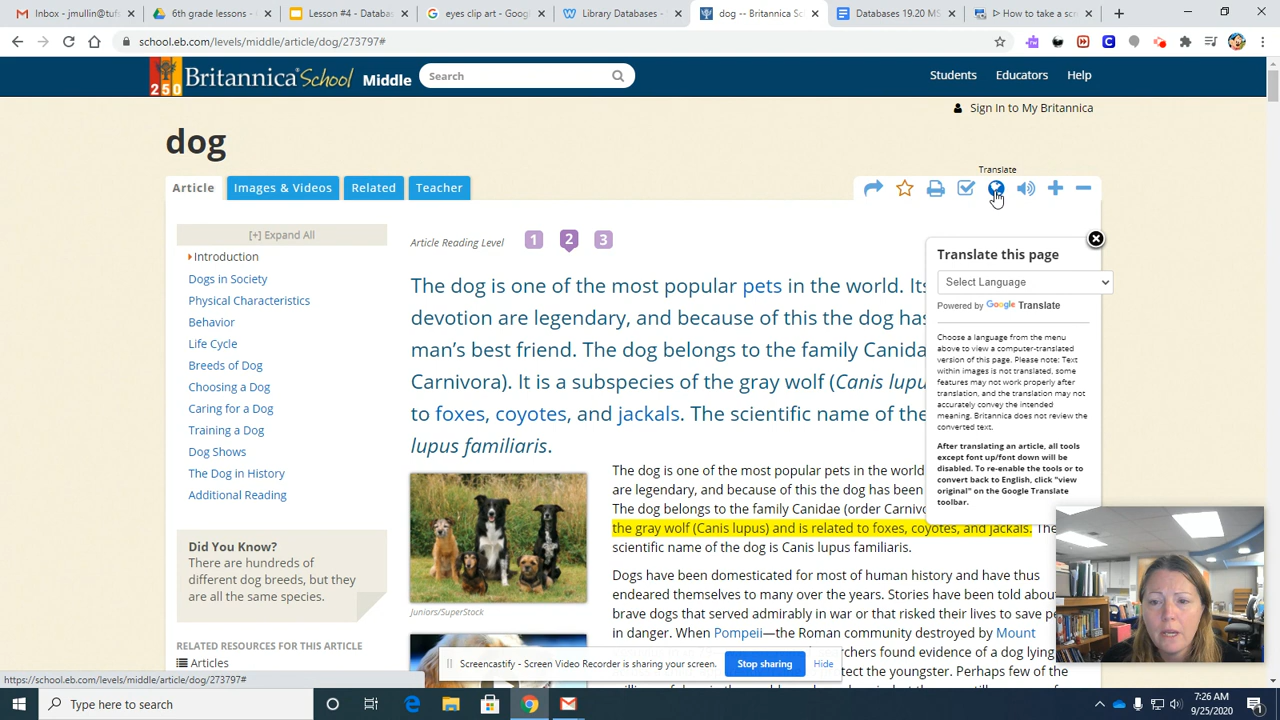 Inbox - jmullin@tufs
6th grade lessons - G
Lesson #4 - Databas
eyes clip art - Googl
Library Databases - 
dog -- Britannica Sch
Databases 19.20 MS
How to take a scr
school.eb.com/levels/middle/article/dog/273797#
250 Britannica School Middle Search Students Educators Help
Sign In to My Britannica
dog
Translate
Article Images & Videos Related Teacher
[+] Expand All
Introduction
Dogs in Society
Physical Characteristics
Behavior
Life Cycle
Breeds of Dog
Choosing a Dog
Caring for a Dog
Training a Dog
Dog Shows
The Dog in History
Additional Reading
Did You Know?
There are hundreds of
different dog breeds, but they
are all the same species.
RELATED RESOURCES FOR THIS ARTICLE
Articles
Article Reading Level 1 2 3
The dog is one of the most popular pets in the world. Its
devotion are legendary, and because of this the dog has
man's best friend. The dog belongs to the family Canida
Carnivora). It is a subspecies of the gray wolf (Canis lupu
to foxes, coyotes, and jackals. The scientific name of the
lupus familiaris.
Juniors/SuperStock
The dog is one of the most popular pets in the world
are legendary, and because of this the dog has been
The dog belongs to the family Canidae (order Carnivo
the gray wolf (Canis lupus) and is related to foxes, coyotes, and jackals. The
scientific name of the dog is Canis lupus familiaris.
Dogs have been domesticated for most of human history and have thus
endeared themselves to many over the years. Stories have been told abou
brave dogs that served admirably in war or that risked their lives to save pe
in danger. When Pompeii—the Roman community destroyed by Mount
rchers found evidence of a dog lying
ct the youngster. Perhaps few of the
Translate this page
Select Language
Powered by Google Translate
Choose a language from the menu
above to view a computer-translated
version of this page. Please note: Text
within images is not translated, some
features may not work properly after
translation, and the translation may not
accurately convey the intended
meaning. Britannica does not review the
converted text.
After translating an article, all tools
except font up/font down will be
disabled. To re-enable the tools or to
convert back to English, click "view
original" on the Google Translate
toolbar.
Screencastify - Screen Video Recorder is sharing your screen. Stop sharing Hide
https://school.eb.com/levels/middle/article/dog/273797#
Type here to search
7:26 AM
9/25/2020